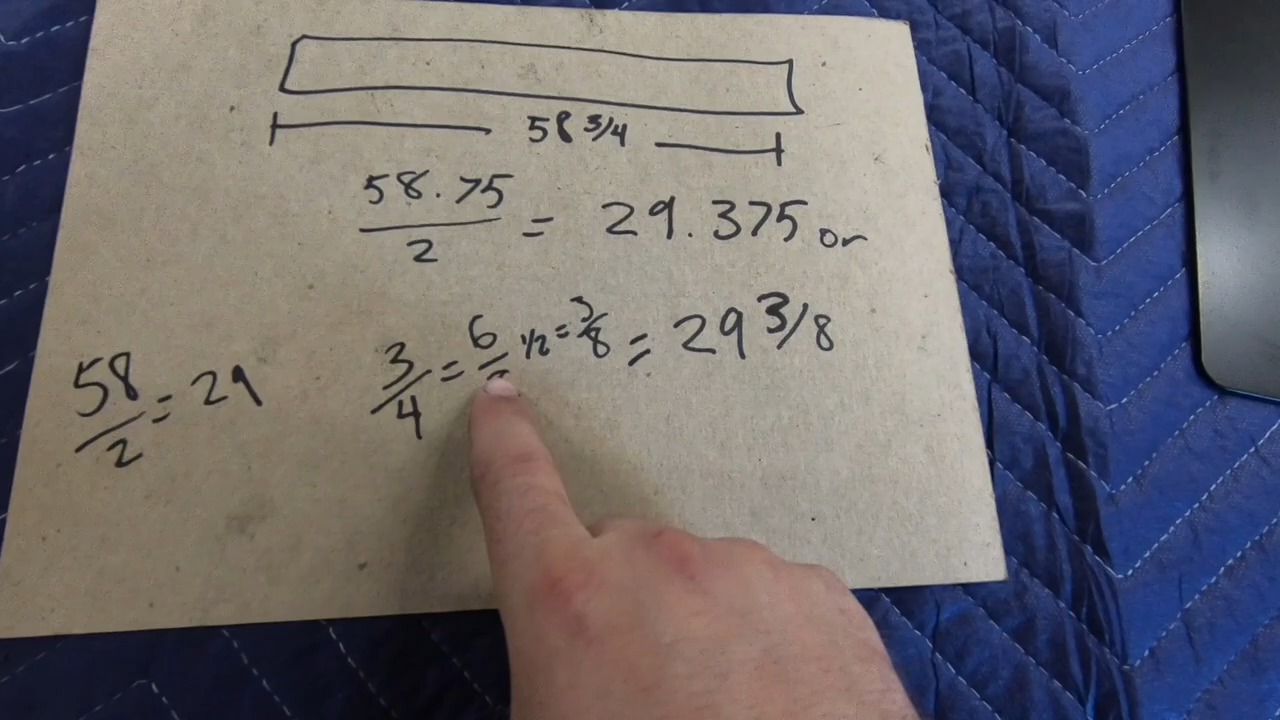 58 3/4
58.75/2 = 29.375 or
58/2 = 29
3/4 = 6/ 1/2 = 3/8 = 29 3/8